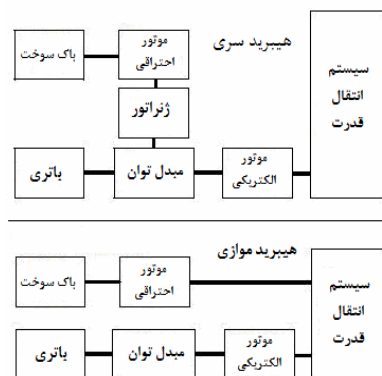 هیبرید سری
باک سوخت
موتور
احتراقی
ژنراتور
باتری
مبدل توان
موتور
الکتریکی
سیستم
انتقال
قدرت
هیبرید موازی
باک سوخت
موتور
احتراقی
باتری
مبدل توان
موتور
الکتریکی
سیستم
انتقال
قدرت